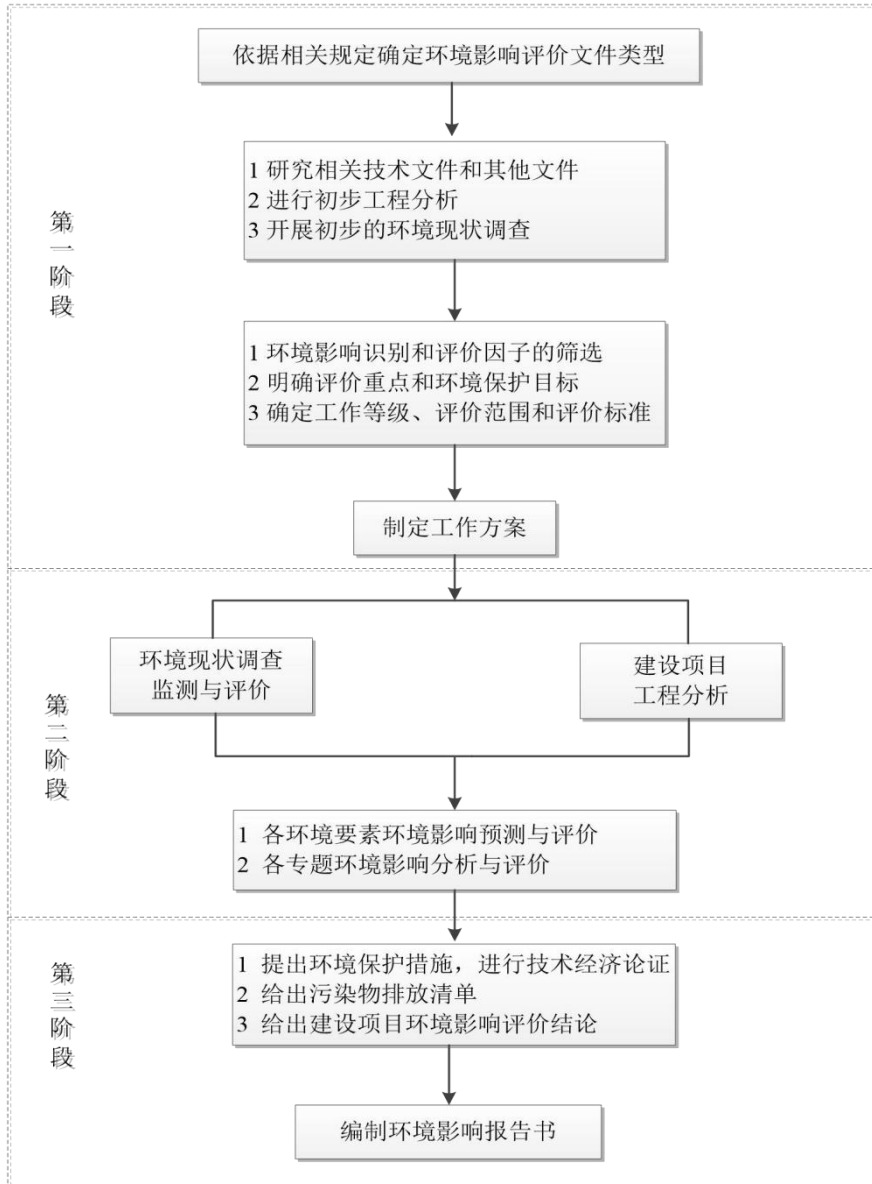 依据相关规定确定环境影响评价文件类型
1 研究相关技术文件和其他文件
2 进行初步工程分析
3 开展初步的环境现状调查
第一阶段
1 环境影响识别和评价因子的筛选
2 明确评价重点和环境保护目标
3 确定工作等级、评价范围和评价标准
制定工作方案
第二阶段
环境现状调查
监测与评价
建设项目
工程分析
1 各环境要素环境影响预测与评价
2 各专题环境影响分析与评价
第三阶段
1 提出环境保护措施，进行技术经济论证
2 给出污染物排放清单
3 给出建设项目环境影响评价结论
编制环境影响报告书